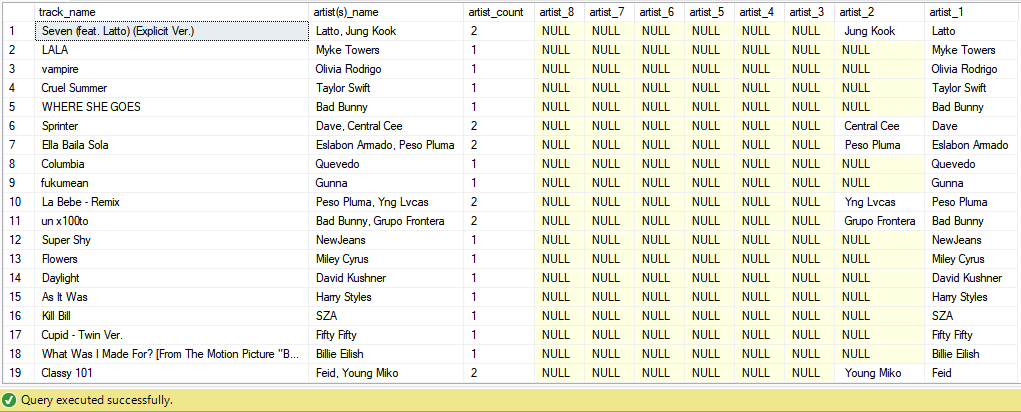 track_name artist(s)_name artist_count artist_8 artist_7 artist_6 artist_5 artist_4 artist_3 artist_2 artist_1
1 Seven (feat. Latto) (Explicit Ver.) Latto, Jung Kook 2 NULL NULL NULL NULL NULL NULL Jung Kook Latto
2 LALA Myke Towers 1 NULL NULL NULL NULL NULL NULL NULL Myke Towers
3 vampire Olivia Rodrigo 1 NULL NULL NULL NULL NULL NULL NULL Olivia Rodrigo
4 Cruel Summer Taylor Swift 1 NULL NULL NULL NULL NULL NULL NULL Taylor Swift
5 WHERE SHE GOES Bad Bunny 1 NULL NULL NULL NULL NULL NULL NULL Bad Bunny
6 Sprinter Dave, Central Cee 2 NULL NULL NULL NULL NULL NULL Central Cee Dave
7 Ella Baila Sola Eslabon Armado, Peso Pluma 2 NULL NULL NULL NULL NULL NULL Peso Pluma Eslabon Armado
8 Columbia Quevedo 1 NULL NULL NULL NULL NULL NULL NULL Quevedo
9 fukumean Gunna 1 NULL NULL NULL NULL NULL NULL NULL Gunna
10 La Bebe - Remix Peso Pluma, Yng Lvcas 2 NULL NULL NULL NULL NULL NULL Yng Lvcas Peso Pluma
11 un x100to Bad Bunny, Grupo Frontera 2 NULL NULL NULL NULL NULL NULL Grupo Frontera Bad Bunny
12 Super Shy NewJeans 1 NULL NULL NULL NULL NULL NULL NULL NewJeans
13 Flowers Miley Cyrus 1 NULL NULL NULL NULL NULL NULL NULL Miley Cyrus
14 Daylight David Kushner 1 NULL NULL NULL NULL NULL NULL NULL David Kushner
15 As It Was Harry Styles 1 NULL NULL NULL NULL NULL NULL NULL Harry Styles
16 Kill Bill SZA 1 NULL NULL NULL NULL NULL NULL NULL SZA
17 Cupid - Twin Ver. Fifty Fifty 1 NULL NULL NULL NULL NULL NULL NULL Fifty Fifty
18 What Was I Made For? [From The Motion Picture "B... Billie Eilish 1 NULL NULL NULL NULL NULL NULL NULL Billie Eilish
19 Classy 101 Feid, Young Miko 2 NULL NULL NULL NULL NULL NULL Young Miko Feid
Query executed successfully.